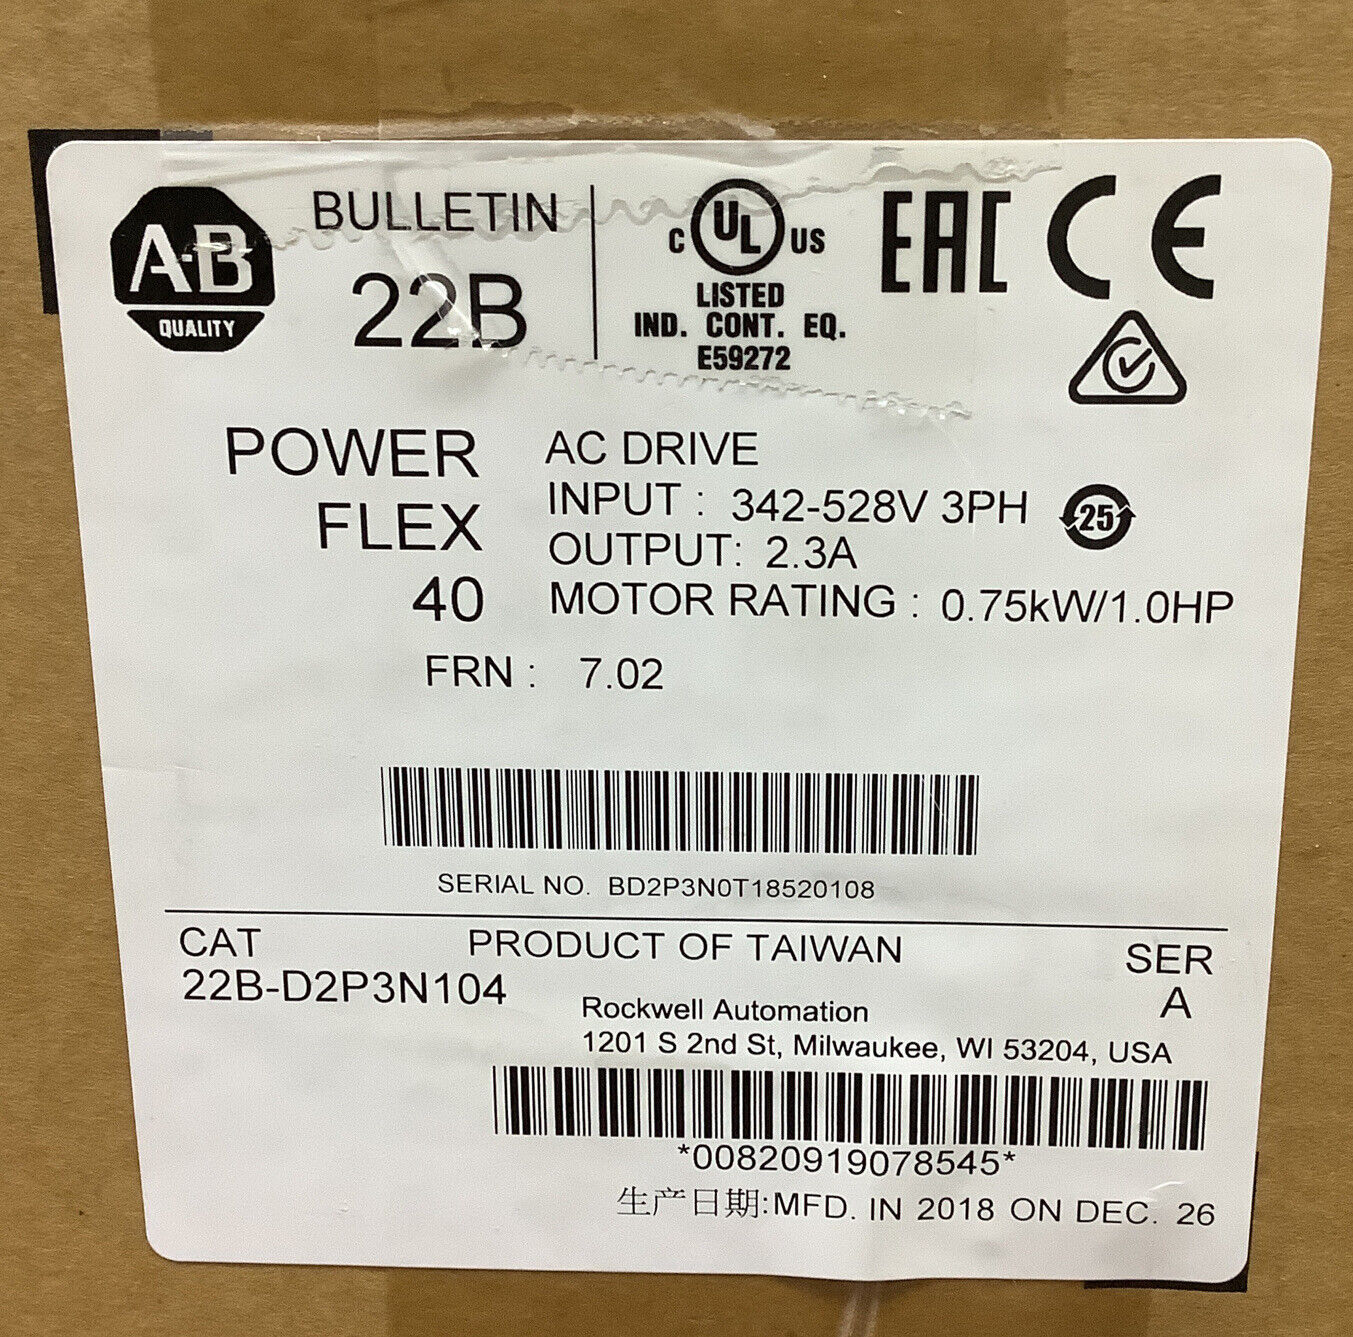 A-B
QUALITY
BULLETIN
22B
C UL US
LISTED
IND. CONT. EQ.
E59272
EAC CE
POWER
FLEX
40
AC DRIVE
INPUT : 342-528V 3PH
25
OUTPUT: 2.3A
MOTOR RATING : 0.75kW/1.0HP
FRN : 7.02
SERIAL NO. BD2P3N0T18520108
CAT
22B-D2P3N104
PRODUCT OF TAIWAN
SER
A
Rockwell Automation
1201 S 2nd St, Milwaukee, WI 53204, USA
*00820919078545*
生产日期:MFD. IN 2018 ON DEC. 26